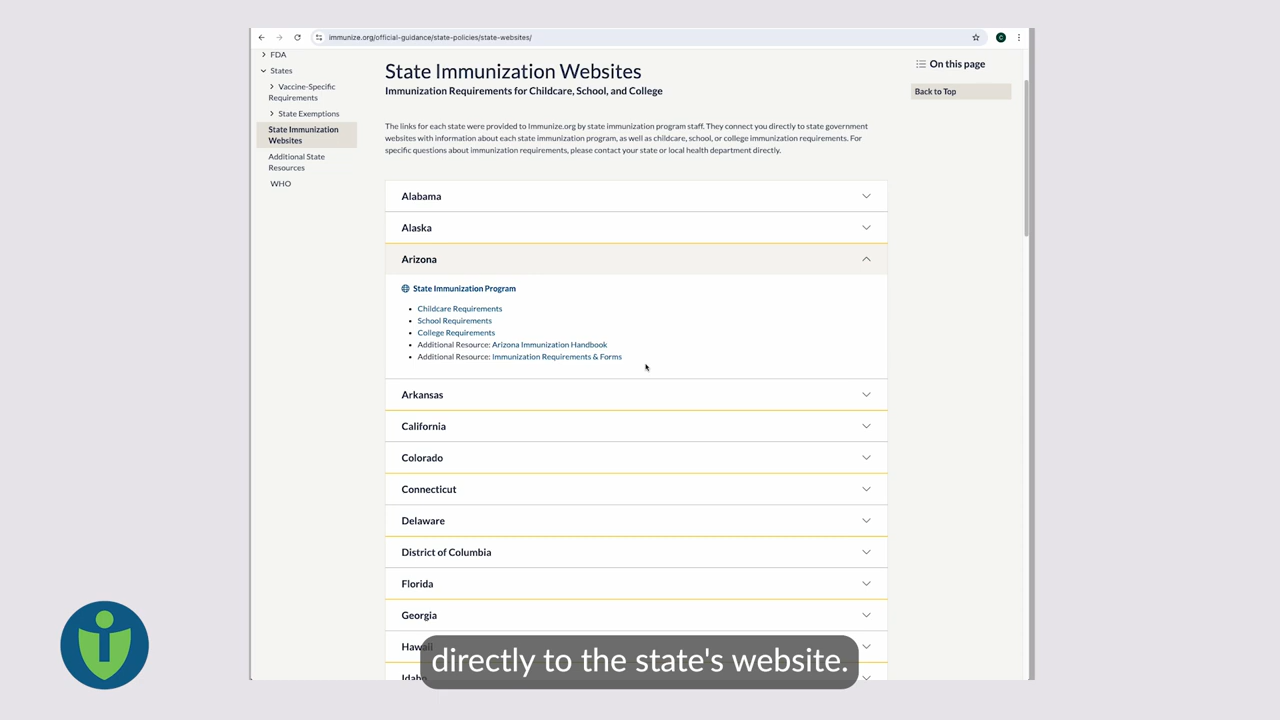 immunize.org/official-guidance/state-policies/state-websites/
C
FDA
States
Vaccine-Specific
Requirements
State Exemptions
State Immunization
Websites
Additional State
Resources
WHO
State Immunization Websites
Immunization Requirements for Childcare, School, and College
The links for each state were provided to Immunize.org by state immunization program staff. They connect you directly to state government
websites with information about each state immunization program, as well as childcare, school, or college immunization requirements. For
specific questions about immunization requirements, please contact your state or local health department directly.
On this page
Back to Top
Alabama
Alaska
Arizona
State Immunization Program
• Childcare Requirements
• School Requirements
• College Requirements
• Additional Resource: Arizona Immunization Handbook
• Additional Resource: Immunization Requirements & Forms
Arkansas
California
Colorado
Connecticut
Delaware
District of Columbia
Florida
Georgia
Hawaii
Idaho
directly to the state's website.